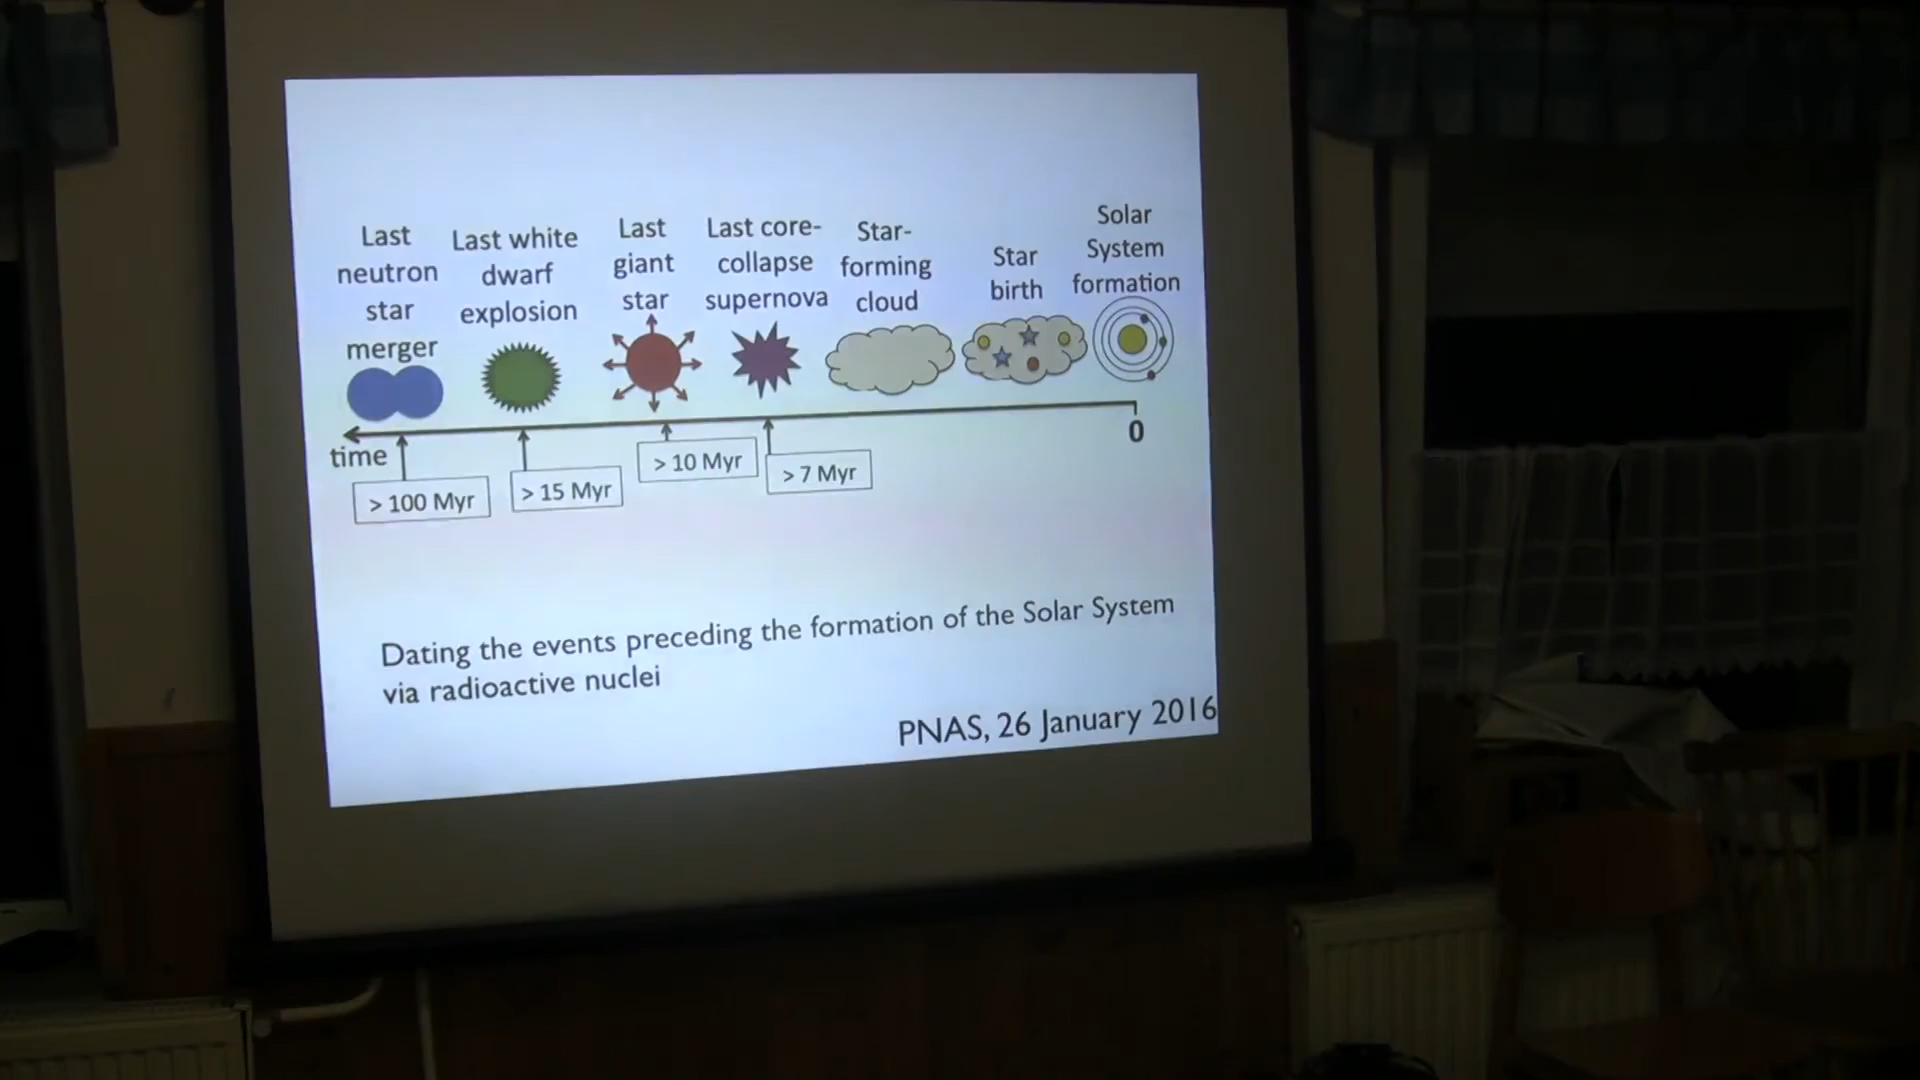 Last
neutron
star
merger
Last white
dwarf
explosion
Last
giant
star
Last core-
collapse
supernova
Star-
forming
cloud
Star
birth
Solar
System
formation
time
0
> 100 Myr
> 15 Myr
> 10 Myr
> 7 Myr
Dating the events preceding the formation of the Solar System
via radioactive nuclei
PNAS, 26 January 2016